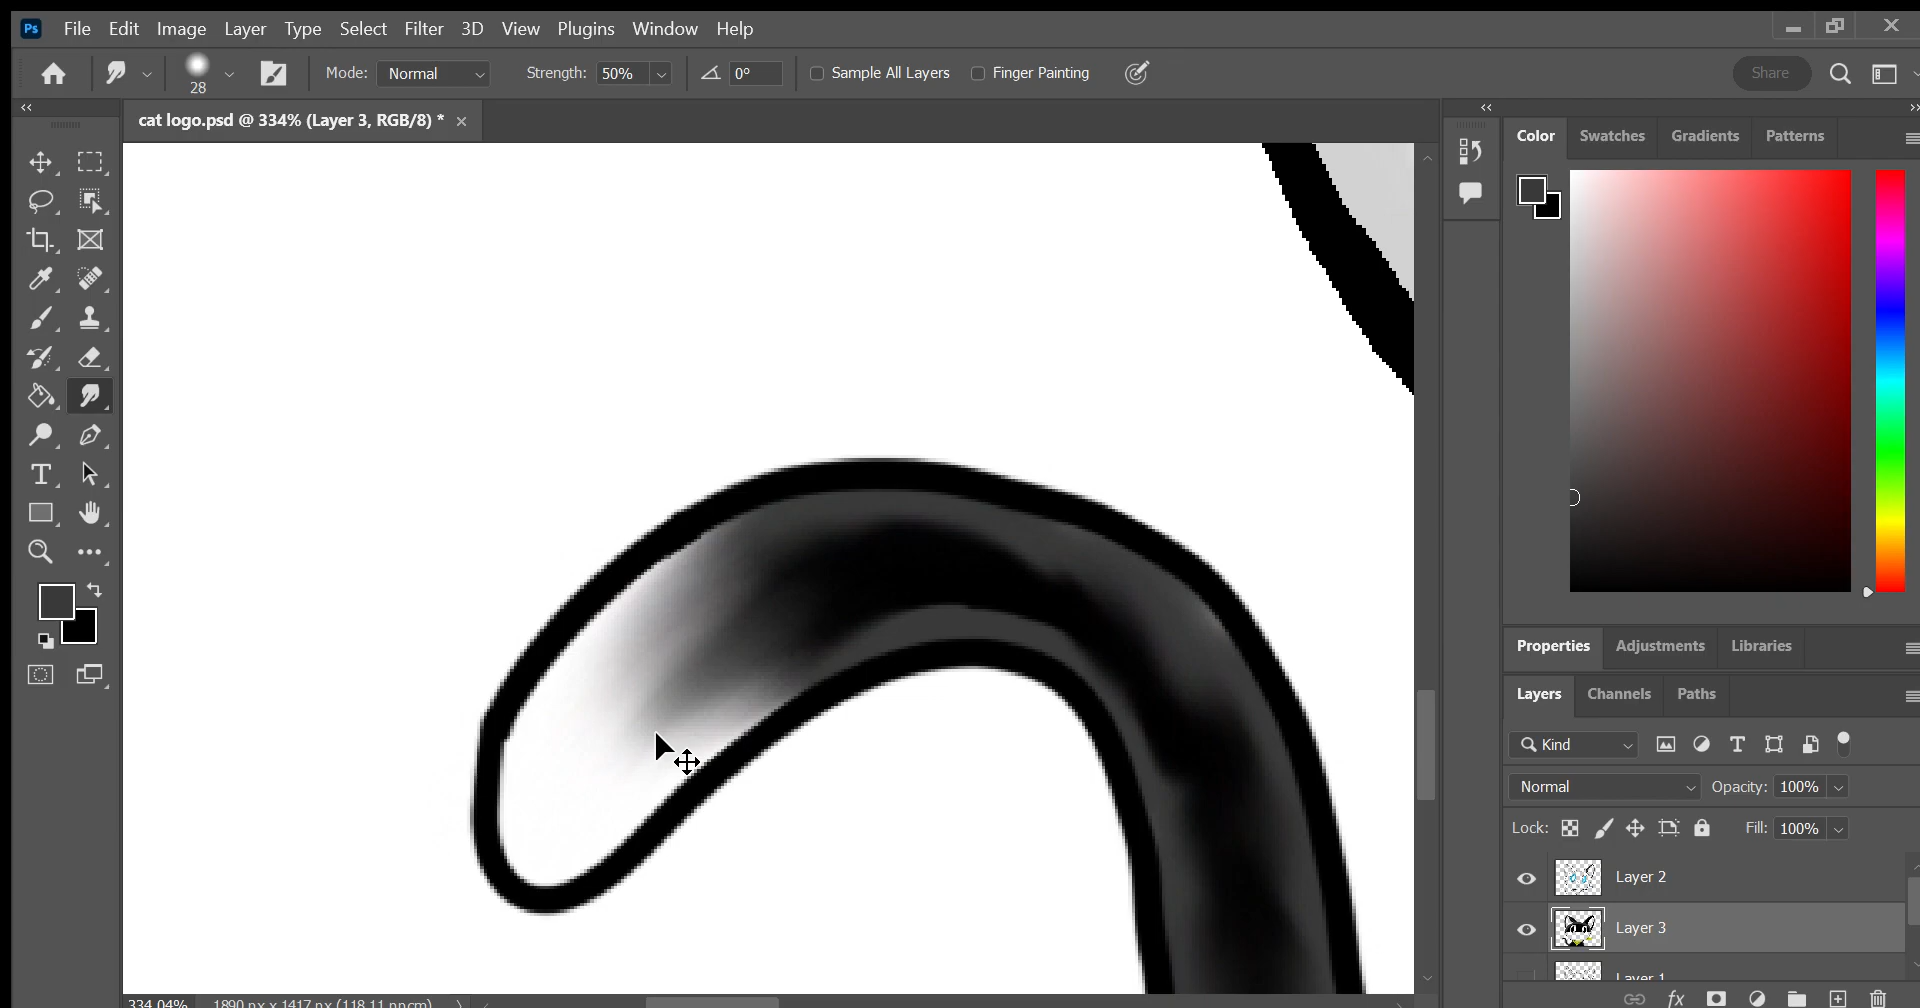 Ps File Edit Image Layer Type Select Filter 3D View Plugins Window Help
28 Mode: Normal Strength: 50% 0° Sample All Layers Finger Painting Share
cat logo.psd @ 334% (Layer 3, RGB/8) *
Color Swatches Gradients Patterns
Properties Adjustments Libraries
Layers Channels Paths
Kind
Normal Opacity: 100%
Lock: Fill: 100%
Layer 2
Layer 3
Layer 1
334.04% 1890 px x 1417 px (118.11 ppcm)
fx